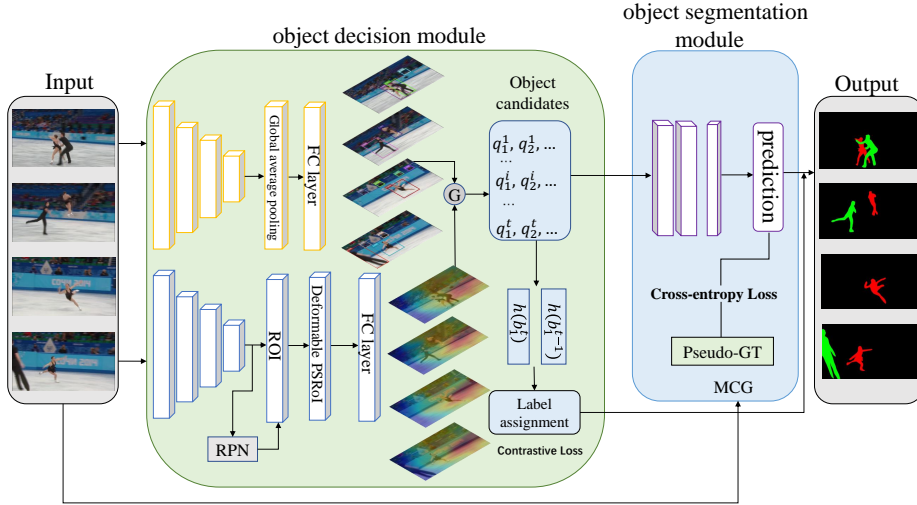 object segmentation
module
object decision module
Input
Output
Object
candidates
Global average pooling
FC layer
G
q_1^1, q_2^1, ...
...
q_1^i, q_2^i, ...
...
q_1^t, q_2^t, ...
prediction
ROI
Deformable PSRoI
FC layer
RPN
h(b_i^t)
h(b_i^{t-1})
Cross-entropy Loss
Pseudo-GT
MCG
Label
assignment
Contrastive Loss